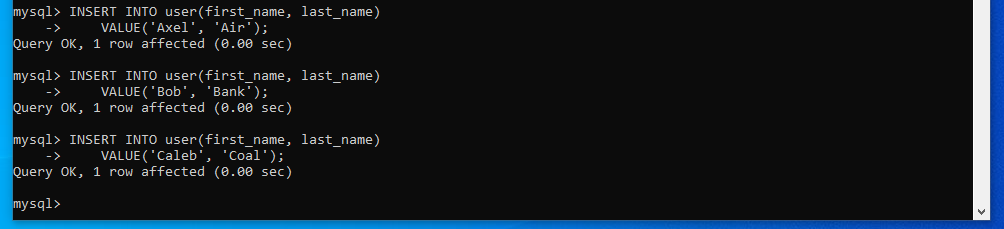 mysql> INSERT INTO user(first_name, last_name)
    ->     VALUE('Axel', 'Air');
Query OK, 1 row affected (0.00 sec)

mysql> INSERT INTO user(first_name, last_name)
    ->     VALUE('Bob', 'Bank');
Query OK, 1 row affected (0.00 sec)

mysql> INSERT INTO user(first_name, last_name)
    ->     VALUE('Caleb', 'Coal');
Query OK, 1 row affected (0.00 sec)

mysql>